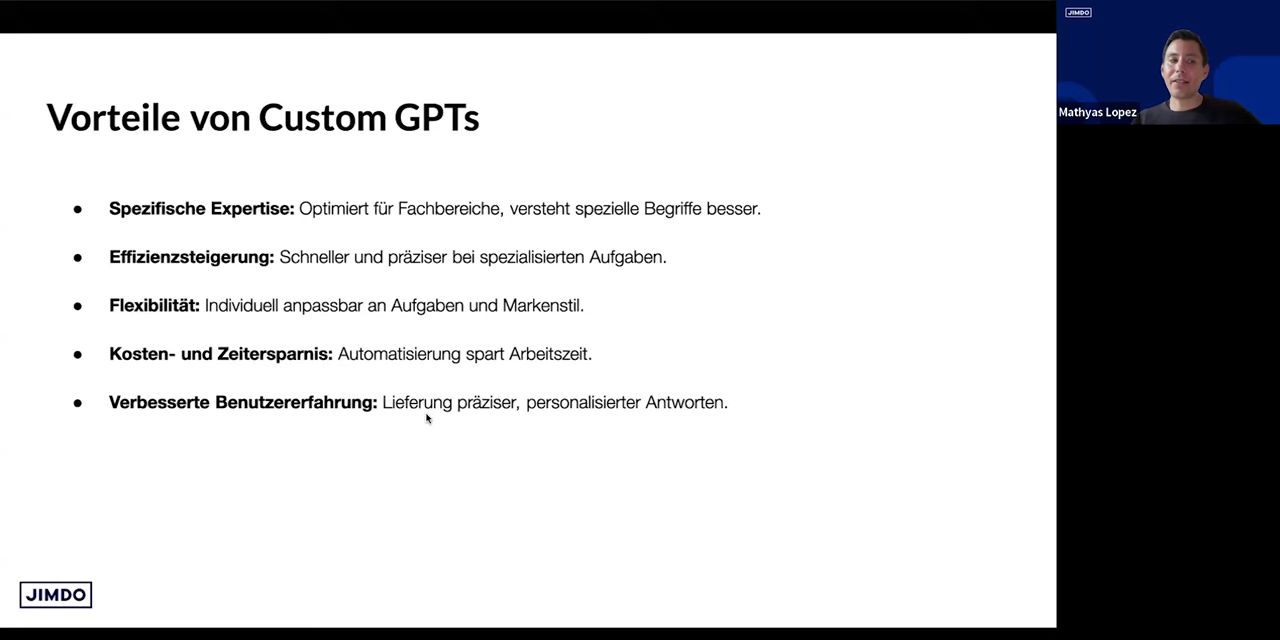 Vorteile von Custom GPTs
● Spezifische Expertise: Optimiert für Fachbereiche, versteht spezielle Begriffe besser.
● Effizienzsteigerung: Schneller und präziser bei spezialisierten Aufgaben.
● Flexibilität: Individuell anpassbar an Aufgaben und Markenstil.
● Kosten- und Zeitersparnis: Automatisierung spart Arbeitszeit.
● Verbesserte Benutzererfahrung: Lieferung präziser, personalisierter Antworten.
JIMDO
JIMDO
Mathyas Lopez